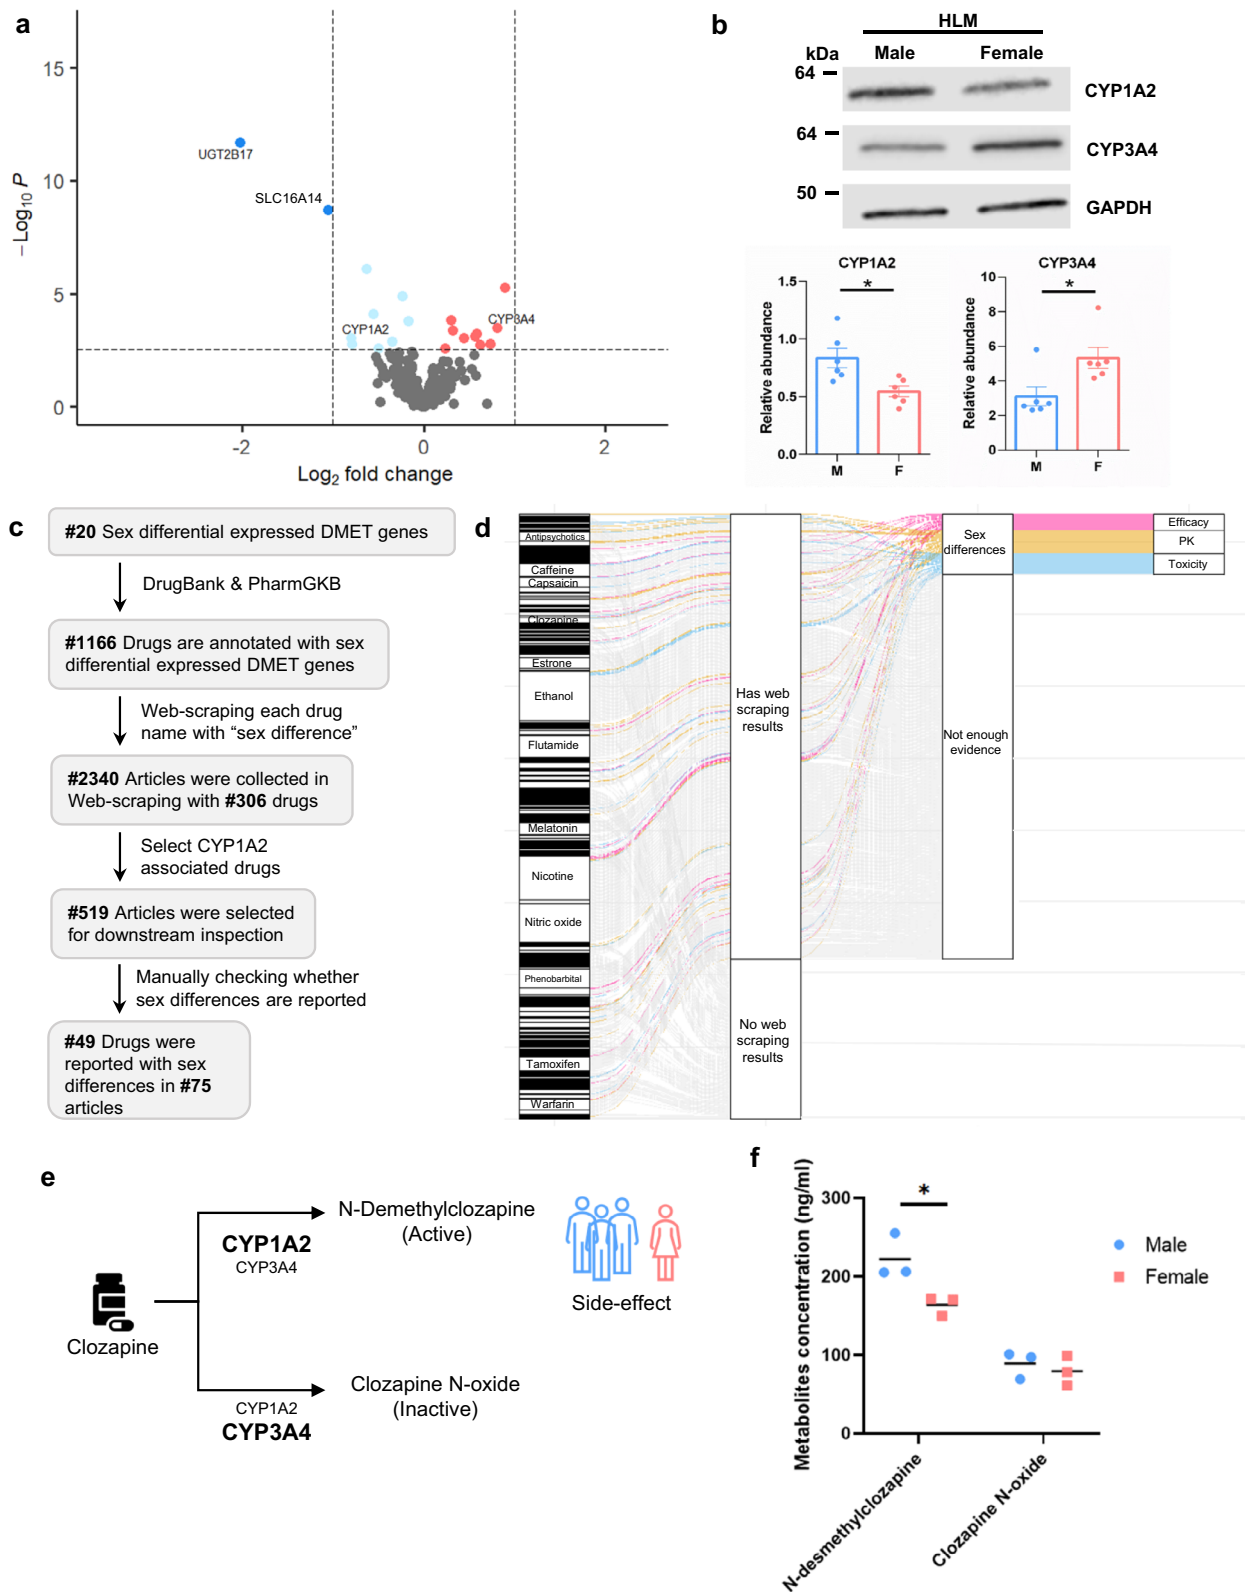 a
15
10
5
0
−Log10 P
UGT2B17
SLC16A14
CYP1A2
CYP3A4
-2
0
2
Log2 fold change
b
HLM
kDa
Male
Female
64
CYP1A2
64
CYP3A4
50
GAPDH
CYP1A2
Relative abundance
1.5
1.0
0.5
0.0
*
M
F
CYP3A4
Relative abundance
10
8
6
4
2
0
*
M
F
c
#20 Sex differential expressed DMET genes
DrugBank & PharmGKB
#1166 Drugs are annotated with sex
differential expressed DMET genes
Web-scraping each drug
name with “sex difference”
#2340 Articles were collected in
Web-scraping with #306 drugs
Select CYP1A2
associated drugs
#519 Articles were selected
for downstream inspection
Manually checking whether
sex differences are reported
#49 Drugs were
reported with sex
differences in #75
articles
d
Antipsychotics
Caffeine
Capsaicin
Clozapine
Estrone
Ethanol
Flutamide
Melatonin
Nicotine
Nitric oxide
Phenobarbital
Tamoxifen
Warfarin
Has web
scraping
results
No web
scraping
results
Sex
differences
Not enough
evidence
Efficacy
PK
Toxicity
e
Clozapine
CYP1A2
CYP3A4
N-Demethylclozapine
(Active)
Side-effect
CYP1A2
CYP3A4
Clozapine N-oxide
(Inactive)
f
Metabolites concentration (ng/ml)
300
200
100
0
*
Male
Female
N-desmethylclozapine
Clozapine N-oxide